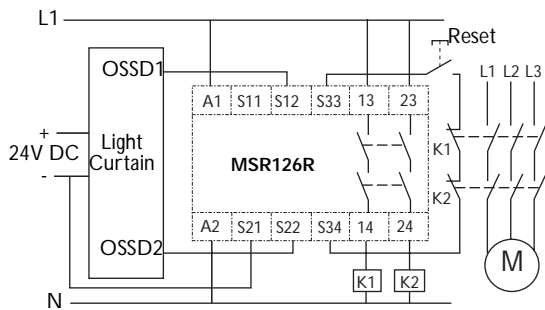 L1
Reset
OSSD1
L1 L2 L3
A1 S11 S12 S33 13 23
+
24V DC
-
Light
Curtain
MSR126R
K1
K2
A2 S21 S22 S34 14 24
OSSD2
K1 K2
M
N